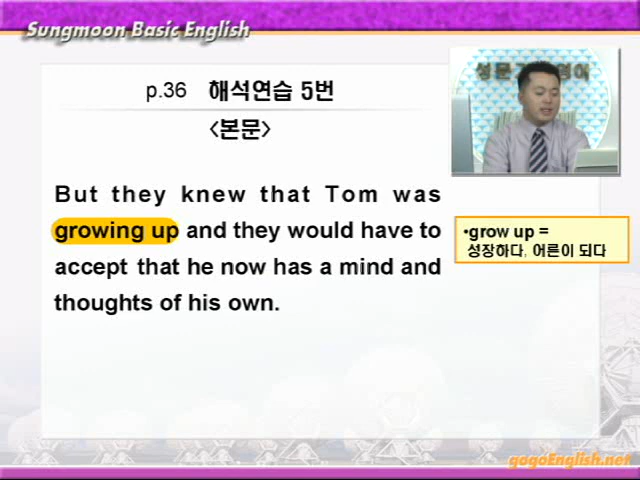 Sungmoon Basic English
p.36 해석연습 5번
<본문>
But they knew that Tom was
growing up and they would have to
accept that he now has a mind and
thoughts of his own.
•grow up =
성장하다, 어른이 되다
gogoEnglish.net